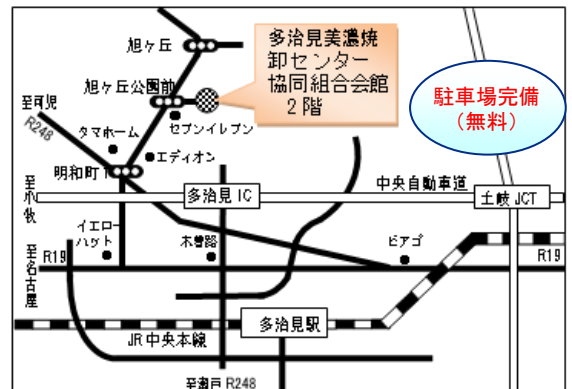 旭ヶ丘
多治見美濃焼
卸センター
協同組合会館
２階
旭ヶ丘公園前
至可児
R248
セブンイレブン
タマホーム
駐車場完備
（無料）
エディオン
明和町1
至小牧
多治見IC
中央自動車道
土岐JCT
イエロー
ハット
木曽路
ピアゴ
至名古屋
R19
R19
多治見駅
JR中央本線
至瀬戸 R248